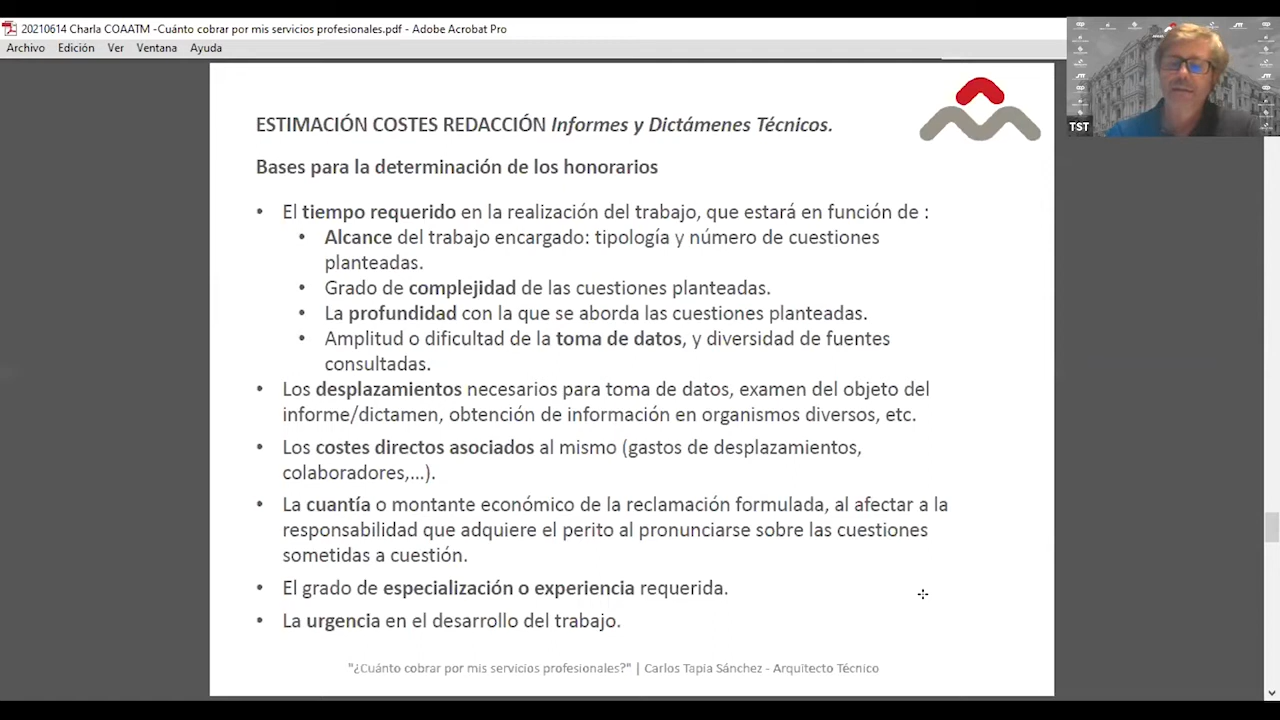 20210614 Charla COAATM -Cuánto cobrar por mis servicios profesionales.pdf - Adobe Acrobat Pro
Archivo Edición Ver Ventana Ayuda
TST
ESTIMACIÓN COSTES REDACCIÓN Informes y Dictámenes Técnicos.
Bases para la determinación de los honorarios
• El tiempo requerido en la realización del trabajo, que estará en función de :
• Alcance del trabajo encargado: tipología y número de cuestiones
planteadas.
• Grado de complejidad de las cuestiones planteadas.
• La profundidad con la que se aborda las cuestiones planteadas.
• Amplitud o dificultad de la toma de datos, y diversidad de fuentes
consultadas.
• Los desplazamientos necesarios para toma de datos, examen del objeto del
informe/dictamen, obtención de información en organismos diversos, etc.
• Los costes directos asociados al mismo (gastos de desplazamientos,
colaboradores,...).
• La cuantía o montante económico de la reclamación formulada, al afectar a la
responsabilidad que adquiere el perito al pronunciarse sobre las cuestiones
sometidas a cuestión.
• El grado de especialización o experiencia requerida.
• La urgencia en el desarrollo del trabajo.
"¿Cuánto cobrar por mis servicios profesionales?" | Carlos Tapia Sánchez - Arquitecto Técnico